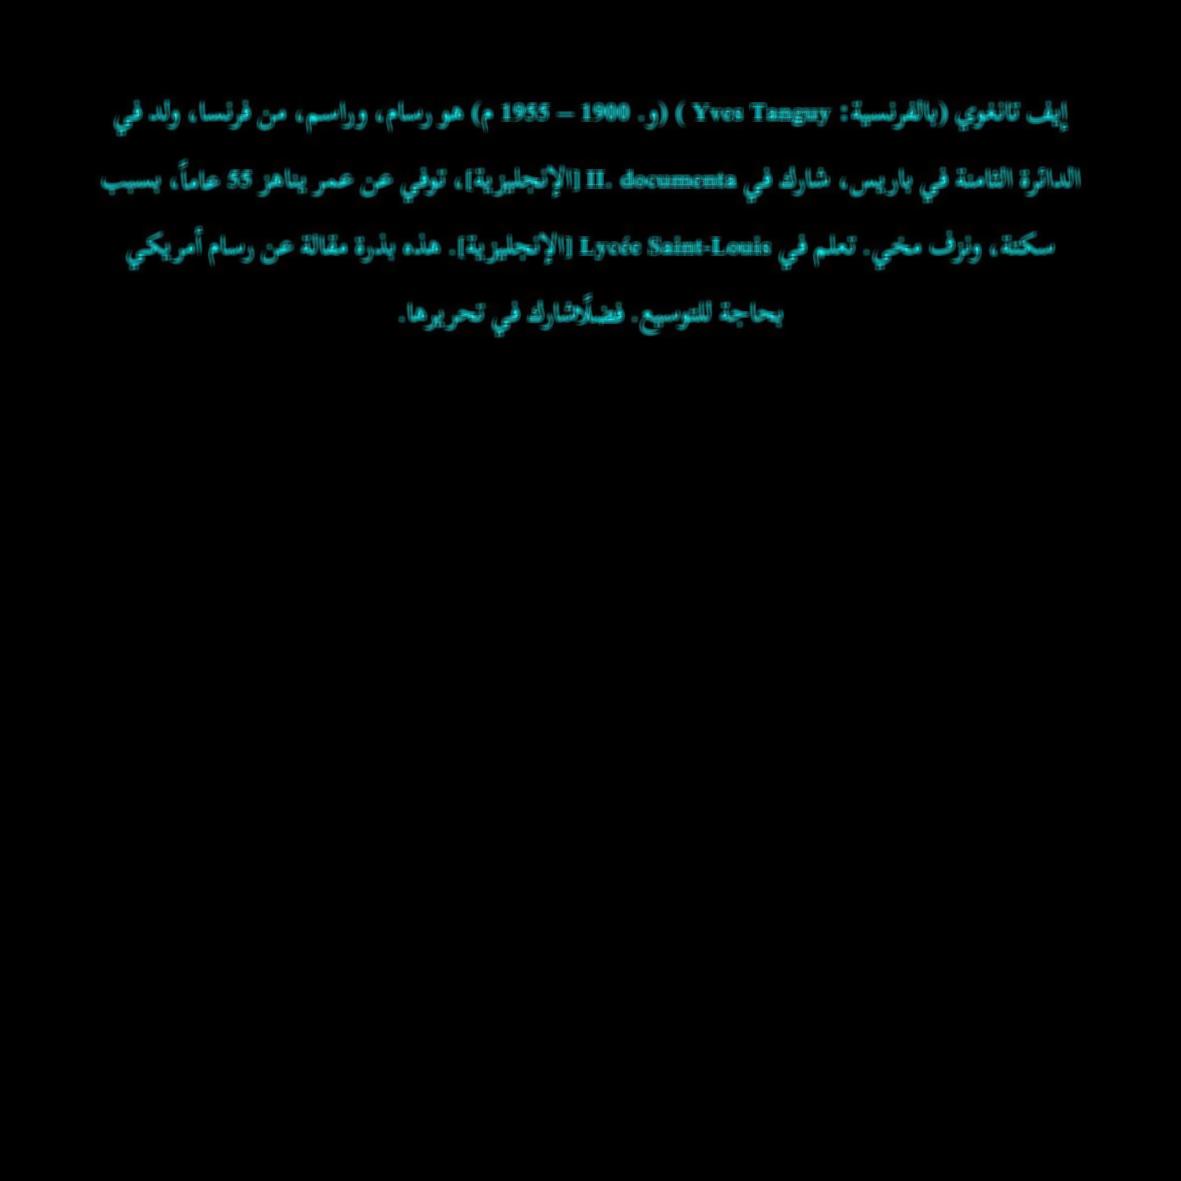 إيف تانغوي (بالفرنسية: Yves Tanguy ) (و. 1900 – 1955 م) هو رسام، وراسم، من فرنسا، ولد في
الدائرة الثامنة في باريس، شارك في II. documenta [الإنجليزية]، توفي عن عمر يناهز 55 عاماً، بسبب
سكتة، ونزف مخي. تعلم في Lycée Saint-Louis [الإنجليزية]. هذه بذرة مقالة عن رسام أمريكي
بحاجة للتوسيع. فضلًاشارك في تحريرها.